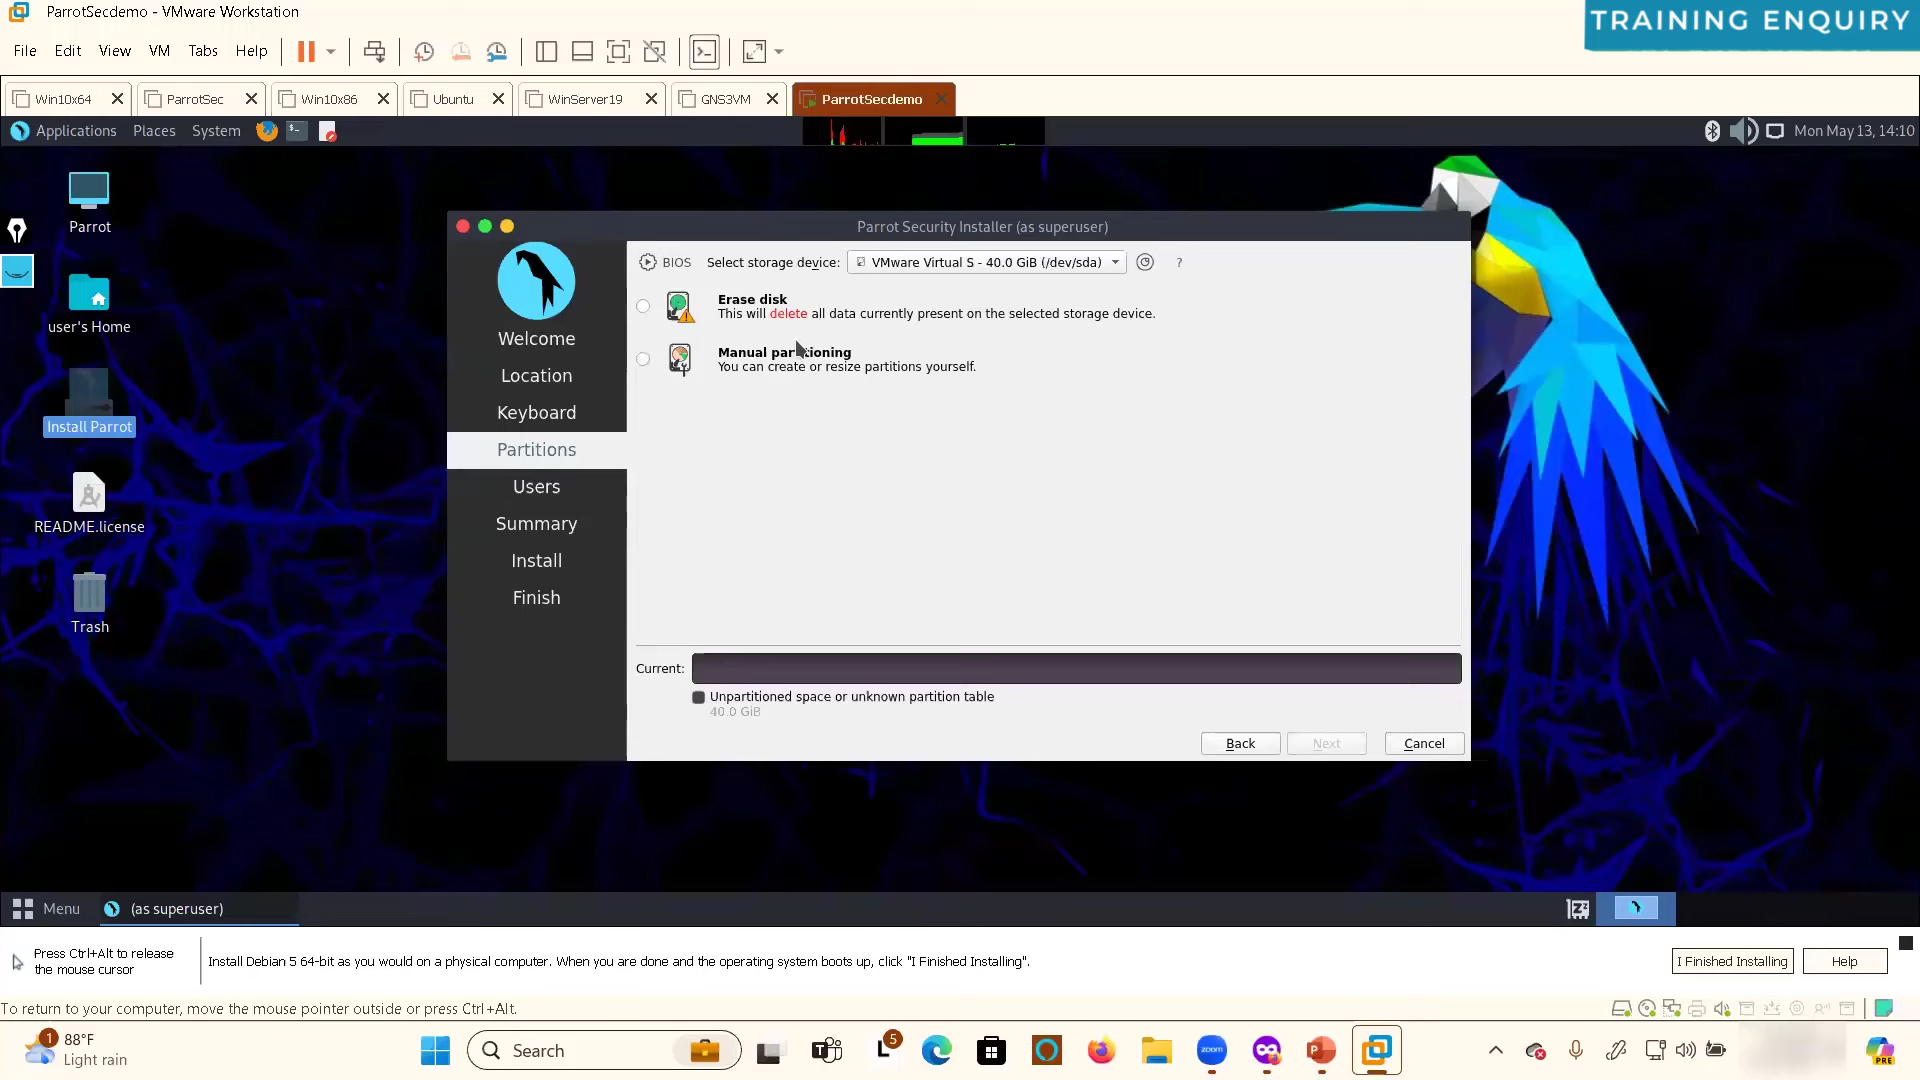 ParrotSecdemo - VMware Workstation
TRAINING ENQUIRY
File Edit View VM Tabs Help
Win10x64 ParrotSec Win10x86 Ubuntu WinServer19 GNS3VM ParrotSecdemo
Applications Places System Mon May 13, 14:10
Parrot
user's Home
Install Parrot
README.license
Trash
Parrot Security Installer (as superuser)
Welcome
Location
Keyboard
Partitions
Users
Summary
Install
Finish
BIOS Select storage device: VMware Virtual S - 40.0 GiB (/dev/sda) ?
Erase disk
This will delete all data currently present on the selected storage device.
Manual partitioning
You can create or resize partitions yourself.
Current:
Unpartitioned space or unknown partition table
40.0 GiB
Back Next Cancel
Menu (as superuser)
Press Ctrl+Alt to release
the mouse cursor
Install Debian 5 64-bit as you would on a physical computer. When you are done and the operating system boots up, click "I Finished Installing".
I Finished Installing Help
To return to your computer, move the mouse pointer outside or press Ctrl+Alt.
1
88°F
Light rain
Search
5
zoom
PRE